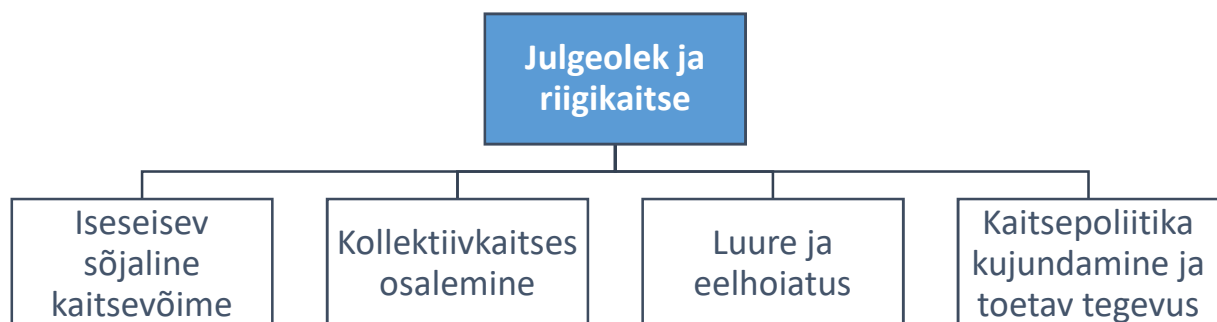 Julgeolek ja
riigikaitse
Iseseisev
sõjaline
kaitsevõime
Kollektiivkaitses
osalemine
Luure ja
eelhoiatus
Kaitsepoliitika
kujundamine ja
toetav tegevus